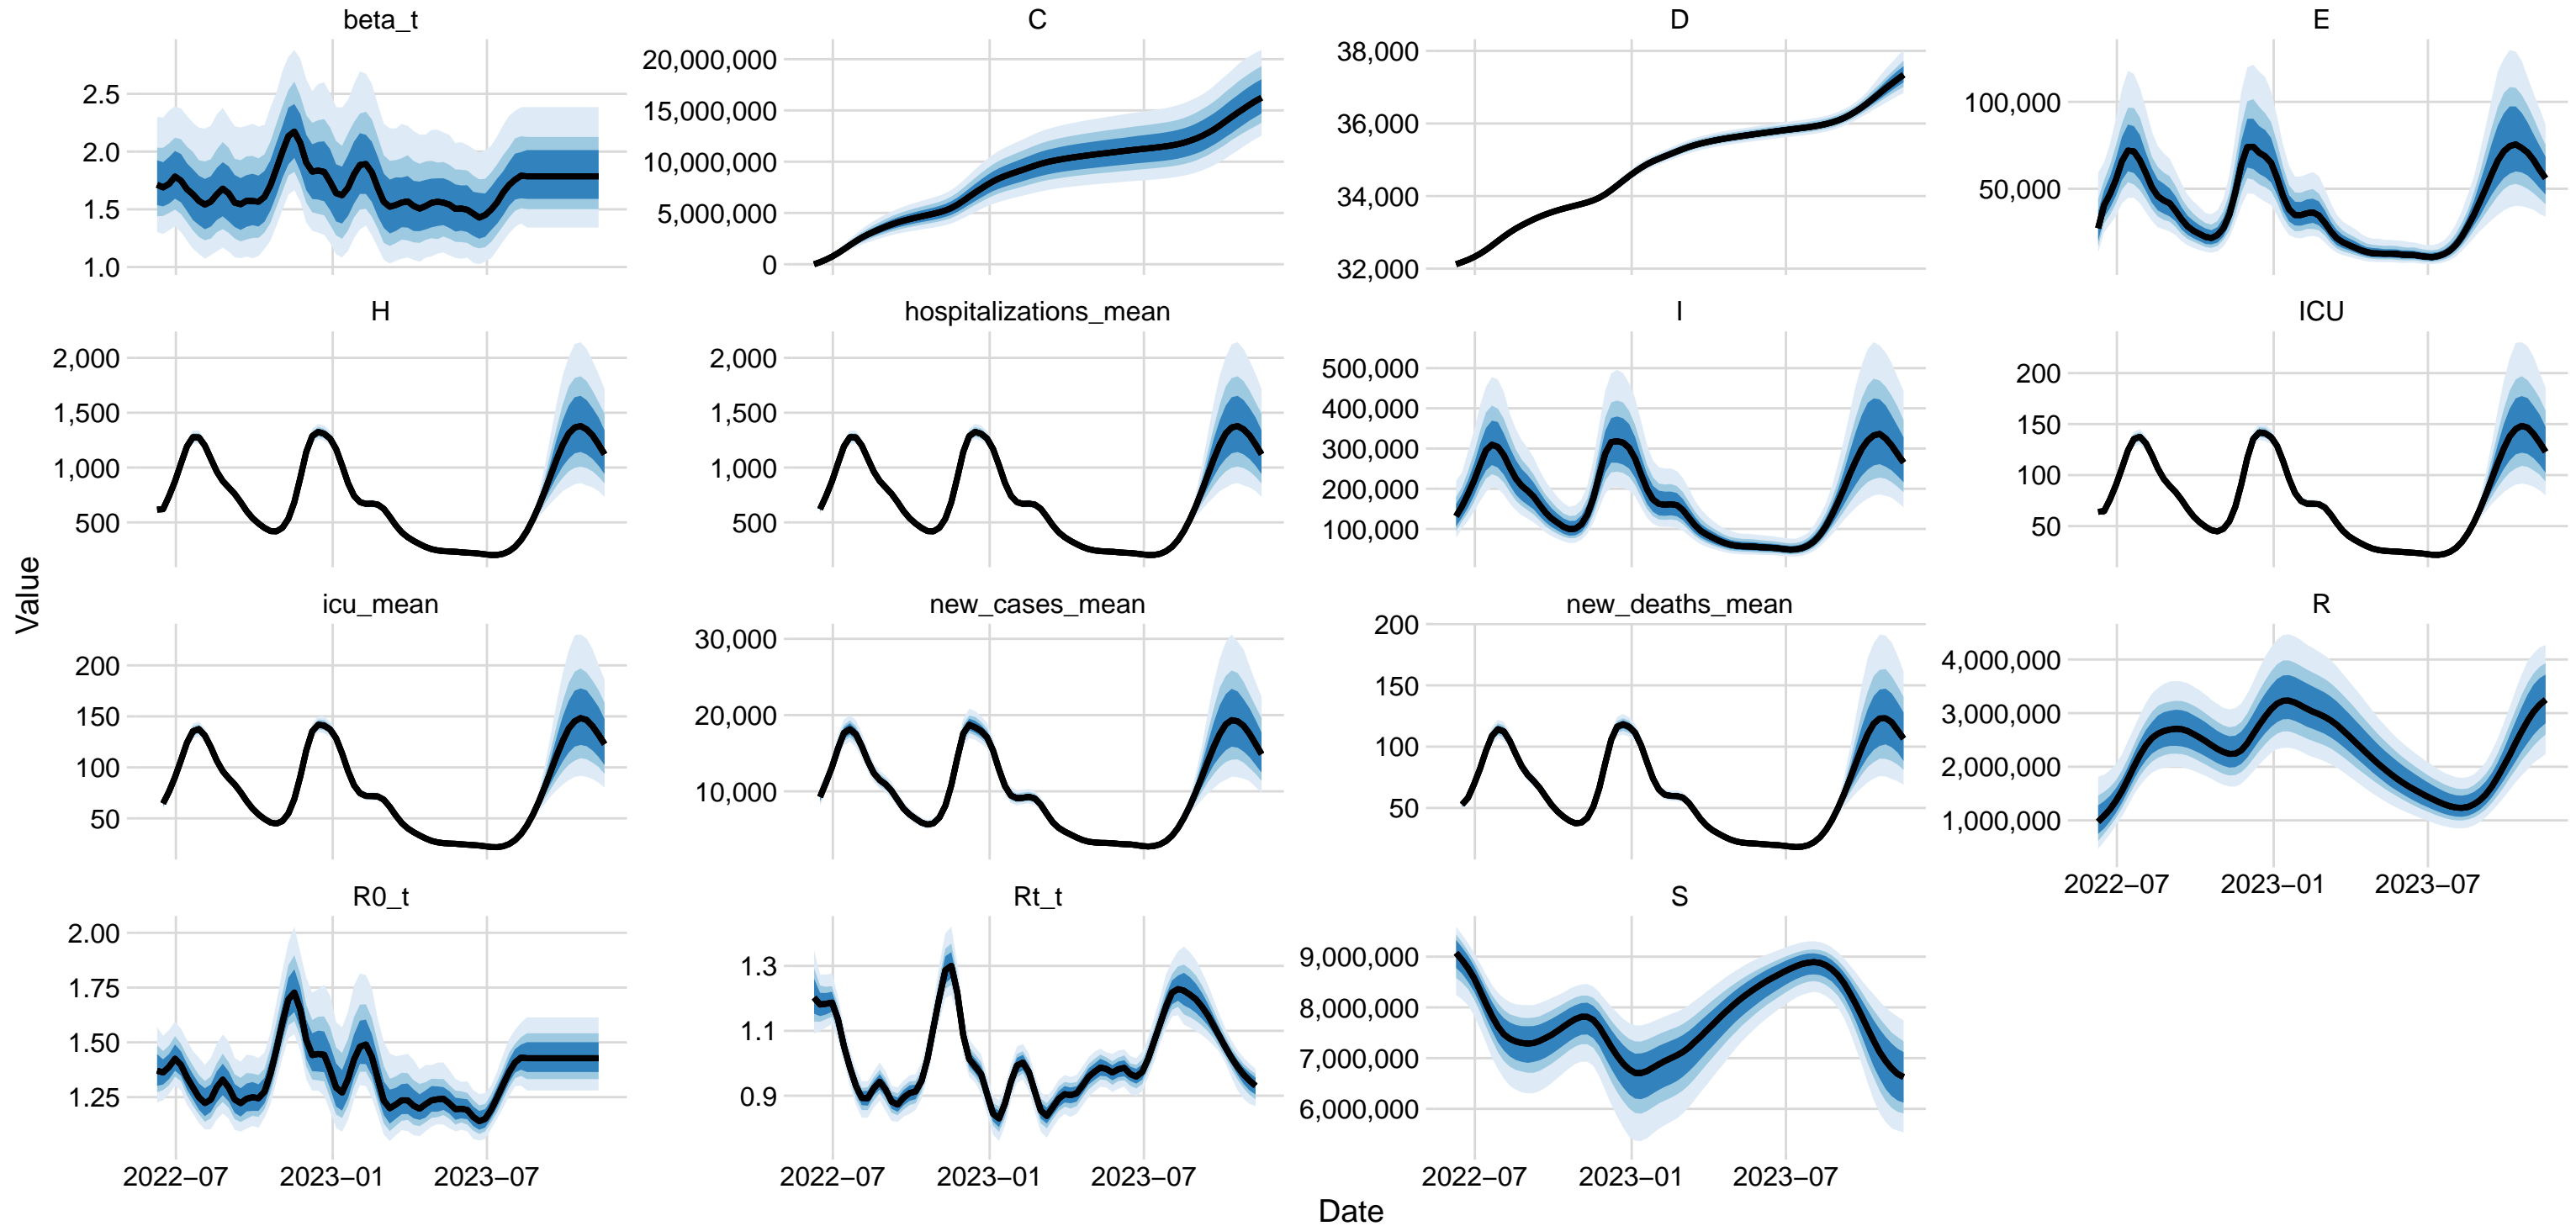 beta_t
C
D
E
2.5
2.0
1.5
1.0
20,000,000
15,000,000
10,000,000
5,000,000
0
38,000
36,000
34,000
32,000
100,000
50,000
H
hospitalizations_mean
I
ICU
2,000
1,500
1,000
500
2,000
1,500
1,000
500
500,000
400,000
300,000
200,000
100,000
200
150
100
50
Value
icu_mean
new_cases_mean
new_deaths_mean
R
200
150
100
50
30,000
20,000
10,000
200
150
100
50
4,000,000
3,000,000
2,000,000
1,000,000
2022−07 2023−01 2023−07
R0_t
Rt_t
S
2.00
1.75
1.50
1.25
1.3
1.1
0.9
9,000,000
8,000,000
7,000,000
6,000,000
2022−07 2023−01 2023−07
2022−07 2023−01 2023−07
2022−07 2023−01 2023−07
Date